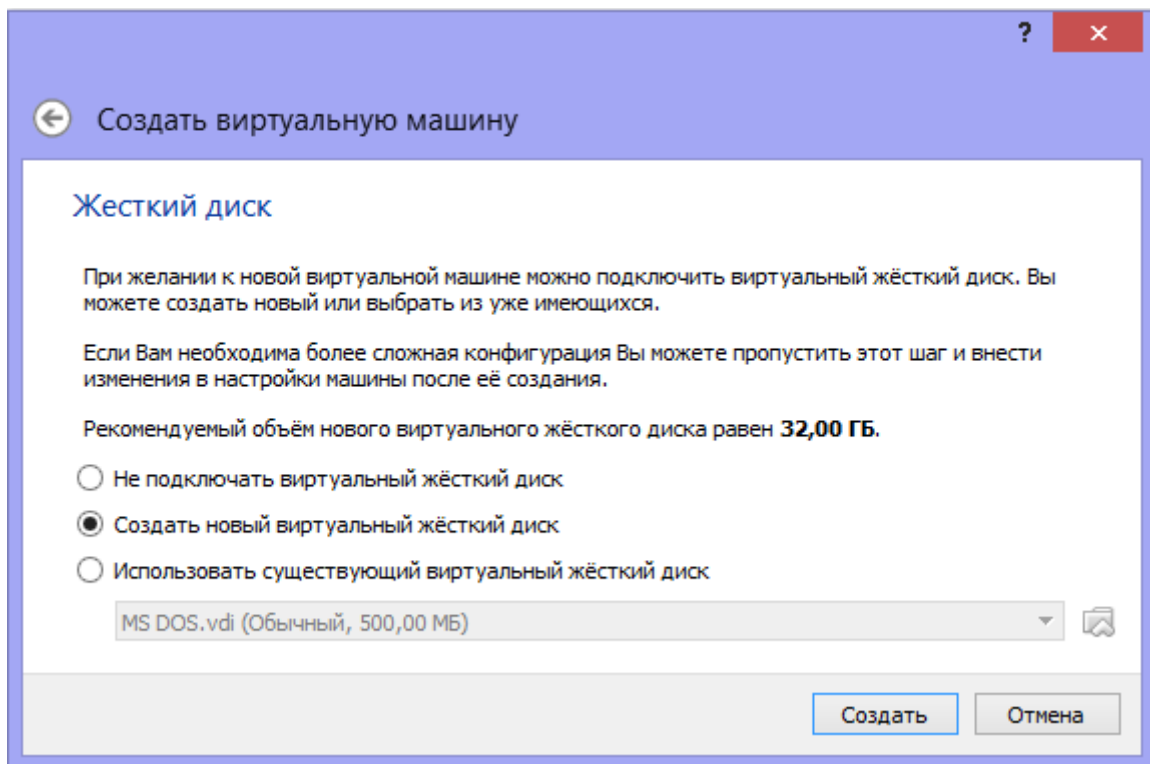 ?
Создать виртуальную машину
Жесткий диск
При желании к новой виртуальной машине можно подключить виртуальный жёсткий диск. Вы
можете создать новый или выбрать из уже имеющихся.
Если Вам необходима более сложная конфигурация Вы можете пропустить этот шаг и внести
изменения в настройки машины после её создания.
Рекомендуемый объём нового виртуального жёсткого диска равен 32,00 ГБ.
Не подключать виртуальный жёсткий диск
Создать новый виртуальный жёсткий диск
Использовать существующий виртуальный жёсткий диск
MS DOS.vdi (Обычный, 500,00 МБ)
Создать Отмена